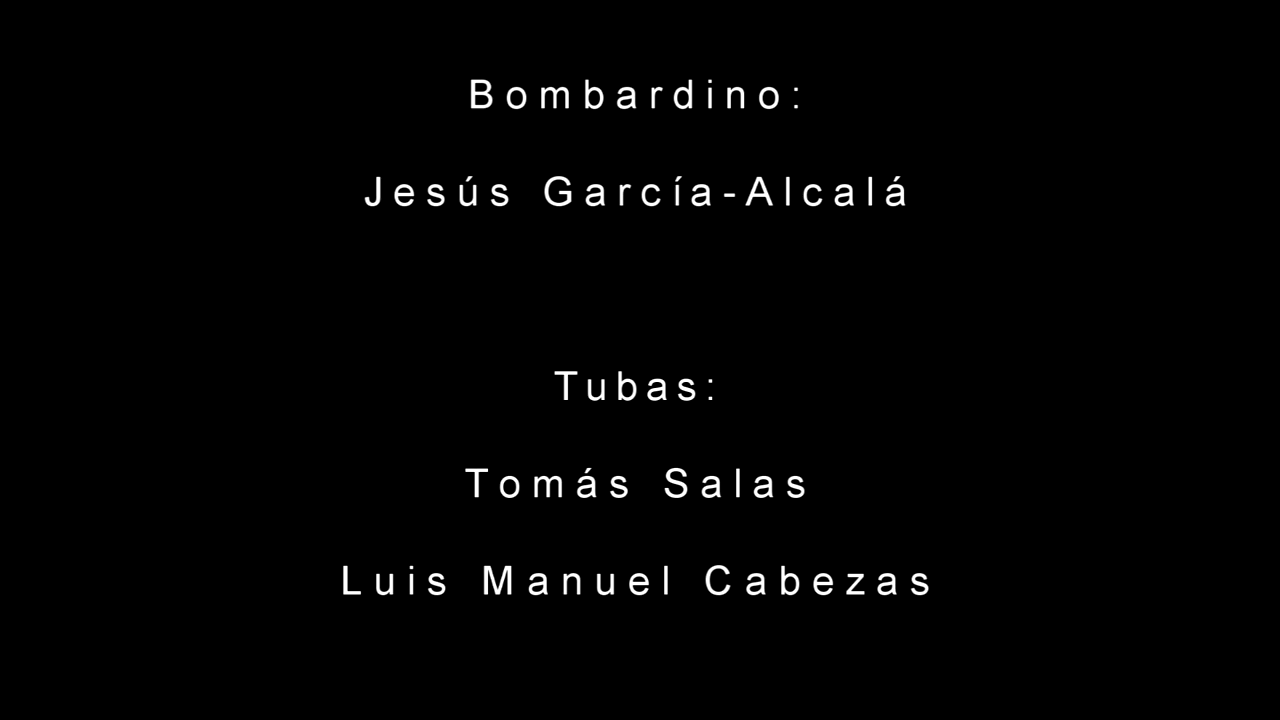 Bombardino:
Jesús García-Alcalá
Tubas:
Tomás Salas
Luis Manuel Cabezas